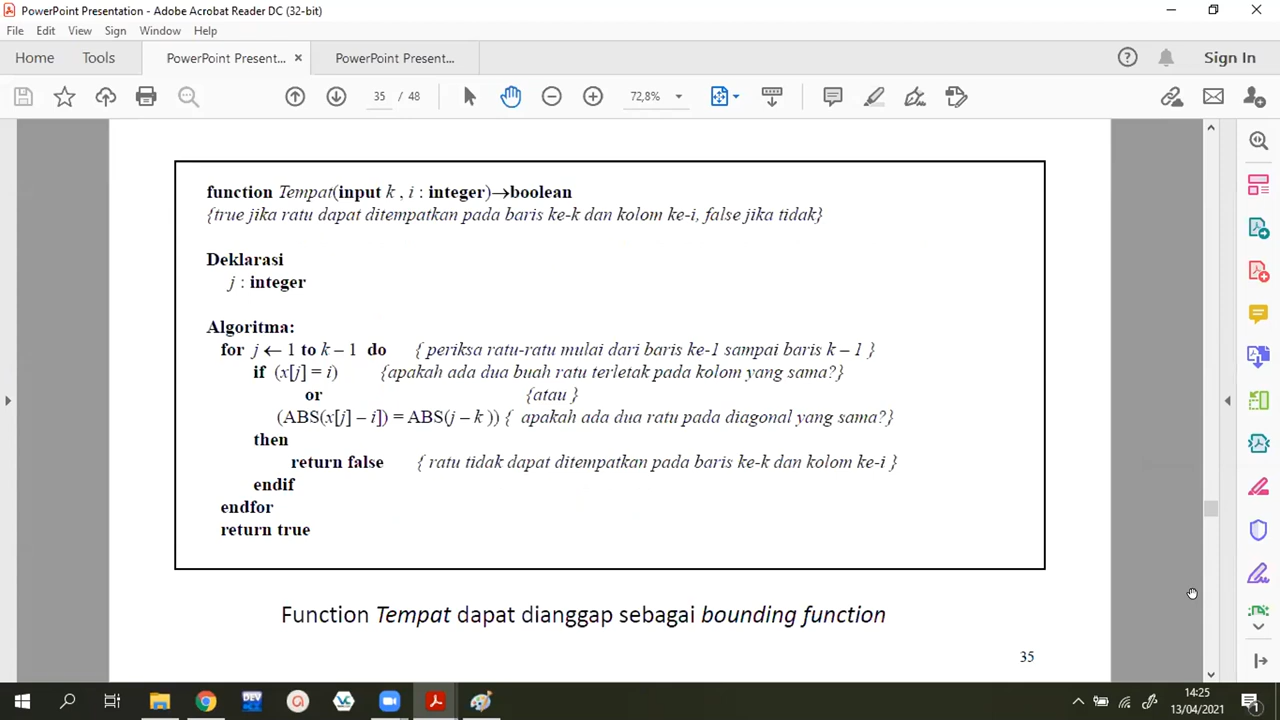 PowerPoint Presentation - Adobe Acrobat Reader DC (32-bit)
File Edit View Sign Window Help
Home Tools PowerPoint Present... × PowerPoint Present... Sign In
35 / 48 72,8%
function Tempat(input k , i : integer)→boolean
{true jika ratu dapat ditempatkan pada baris ke-k dan kolom ke-i, false jika tidak}
Deklarasi
j : integer
Algoritma:
for j ← 1 to k – 1 do { periksa ratu-ratu mulai dari baris ke-1 sampai baris k – 1 }
if (x[j] = i) {apakah ada dua buah ratu terletak pada kolom yang sama?}
or {atau }
(ABS(x[j] – i]) = ABS(j – k )) { apakah ada dua ratu pada diagonal yang sama?}
then
return false { ratu tidak dapat ditempatkan pada baris ke-k dan kolom ke-i }
endif
endfor
return true
Function Tempat dapat dianggap sebagai bounding function
35
DEV
14:25
13/04/2021
1